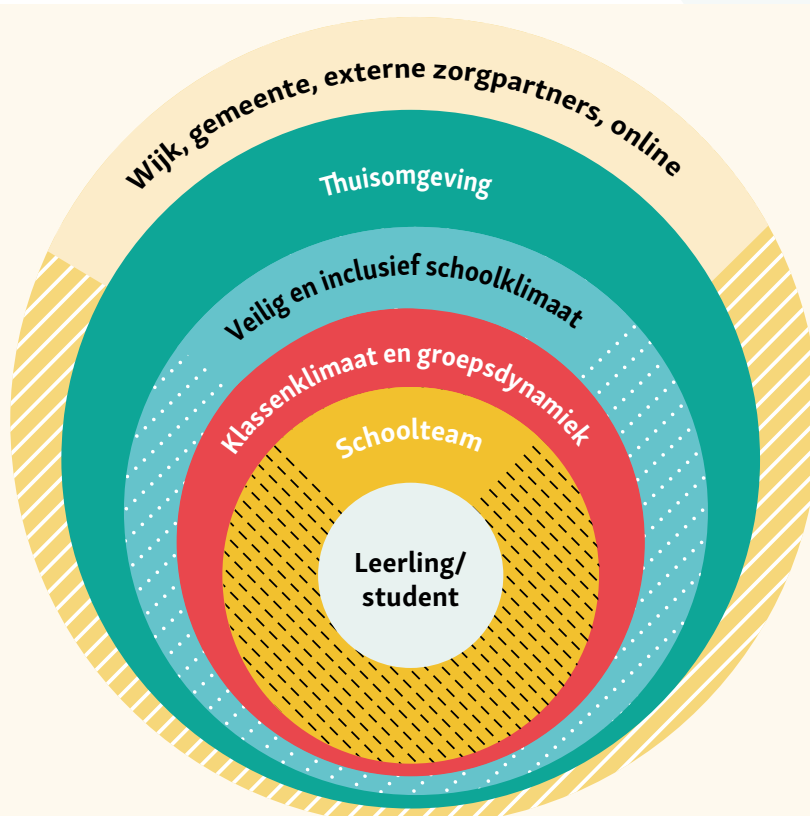 Wijk, gemeente, externe zorgpartners, online
Thuisomgeving
Veilig en inclusief schoolklimaat
Klassenklimaat en groepsdynamiek
Schoolteam
Leerling/
student